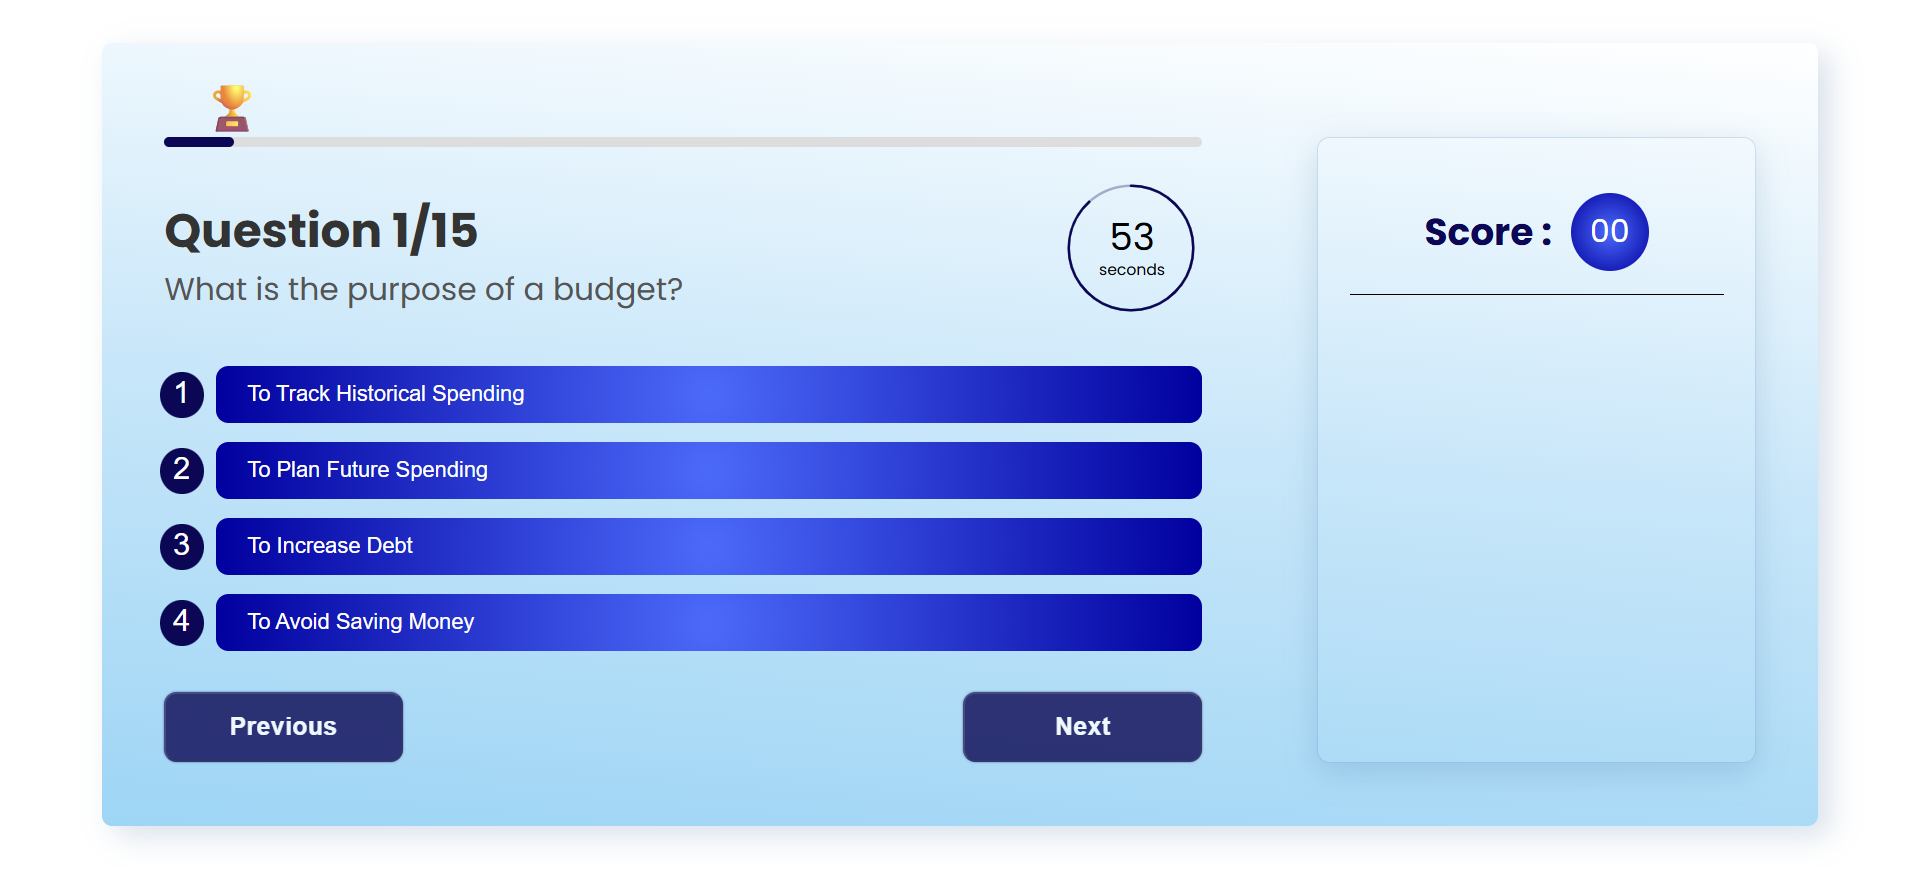 Question 1/15
What is the purpose of a budget?
53
seconds
1 To Track Historical Spending
2 To Plan Future Spending
3 To Increase Debt
4 To Avoid Saving Money
Previous
Next
Score : 00